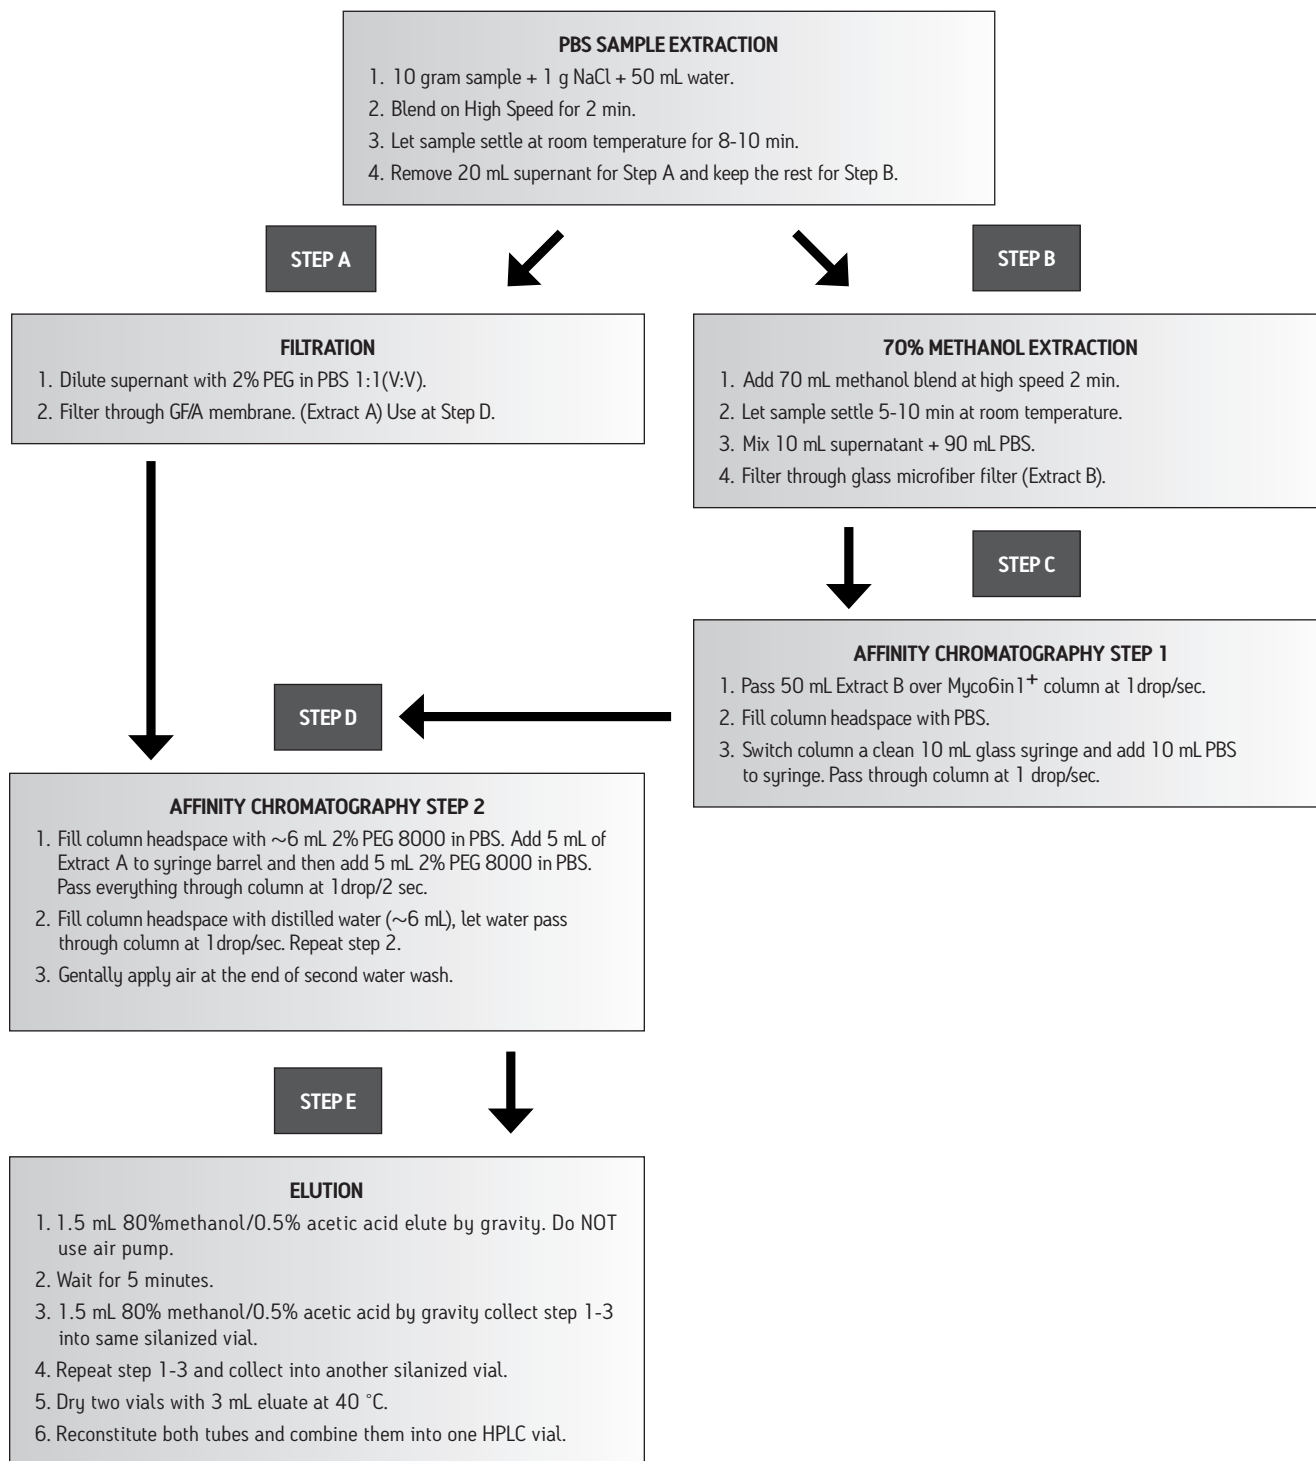 PBS SAMPLE EXTRACTION
1. 10 gram sample + 1 g NaCl + 50 mL water.
2. Blend on High Speed for 2 min.
3. Let sample settle at room temperature for 8-10 min.
4. Remove 20 mL supernant for Step A and keep the rest for Step B.
STEP A
STEP B
FILTRATION
1. Dilute supernant with 2% PEG in PBS 1:1(V:V).
2. Filter through GF/A membrane. (Extract A) Use at Step D.
70% METHANOL EXTRACTION
1. Add 70 mL methanol blend at high speed 2 min.
2. Let sample settle 5-10 min at room temperature.
3. Mix 10 mL supernatant + 90 mL PBS.
4. Filter through glass microfiber filter (Extract B).
STEP C
AFFINITY CHROMATOGRAPHY STEP 1
1. Pass 50 mL Extract B over Myco6in1+ column at 1drop/sec.
2. Fill column headspace with PBS.
3. Switch column a clean 10 mL glass syringe and add 10 mL PBS
to syringe. Pass through column at 1 drop/sec.
STEP D
AFFINITY CHROMATOGRAPHY STEP 2
1. Fill column headspace with ~6 mL 2% PEG 8000 in PBS. Add 5 mL of
Extract A to syringe barrel and then add 5 mL 2% PEG 8000 in PBS.
Pass everything through column at 1drop/2 sec.
2. Fill column headspace with distilled water (~6 mL), let water pass
through column at 1drop/sec. Repeat step 2.
3. Gentally apply air at the end of second water wash.
STEP E
ELUTION
1. 1.5 mL 80%methanol/0.5% acetic acid elute by gravity. Do NOT
use air pump.
2. Wait for 5 minutes.
3. 1.5 mL 80% methanol/0.5% acetic acid by gravity collect step 1-3
into same silanized vial.
4. Repeat step 1-3 and collect into another silanized vial.
5. Dry two vials with 3 mL eluate at 40 °C.
6. Reconstitute both tubes and combine them into one HPLC vial.